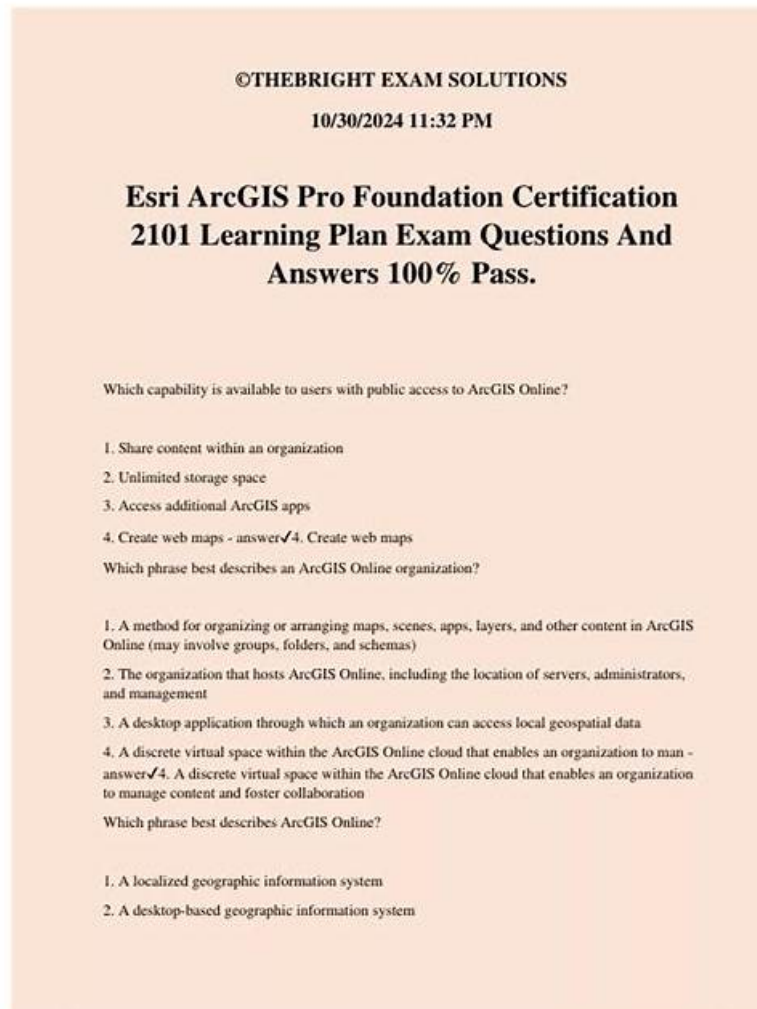 ©THEBRIGHT EXAM SOLUTIONS
10/30/2024 11:32 PM
Esri ArcGIS Pro Foundation Certification
2101 Learning Plan Exam Questions And
Answers 100% Pass.
Which capability is available to users with public access to ArcGIS Online?
1. Share content within an organization
2. Unlimited storage space
3. Access additional ArcGIS apps
4. Create web maps - answer✔4. Create web maps
Which phrase best describes an ArcGIS Online organization?
1. A method for organizing or arranging maps, scenes, apps, layers, and other content in ArcGIS
Online (may involve groups, folders, and schemas)
2. The organization that hosts ArcGIS Online, including the location of servers, administrators,
and management
3. A desktop application through which an organization can access local geospatial data
4. A discrete virtual space within the ArcGIS Online cloud that enables an organization to man -
answer✔4. A discrete virtual space within the ArcGIS Online cloud that enables an organization
to manage content and foster collaboration
Which phrase best describes ArcGIS Online?
1. A localized geographic information system
2. A desktop-based geographic information system